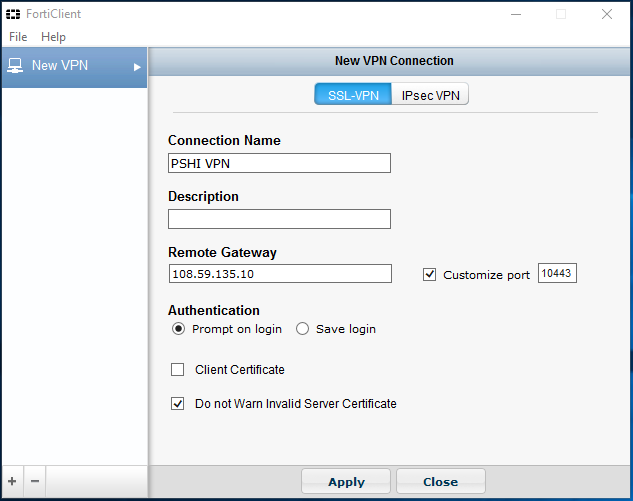 FortiClient
File Help
New VPN
New VPN Connection
SSL-VPN IPsec VPN
Connection Name
PSHI VPN
Description
Remote Gateway
108.59.135.10 Customize port 10443
Authentication
Prompt on login Save login
Client Certificate
Do not Warn Invalid Server Certificate
Apply Close